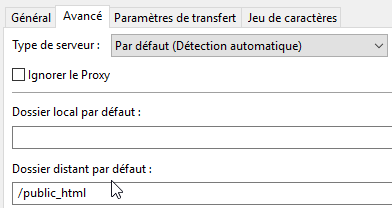 Général Avancé Paramètres de transfert Jeu de caractères
Type de serveur : Par défaut (Détection automatique)
Ignorer le Proxy
Dossier local par défaut :
Dossier distant par défaut :
/public_html